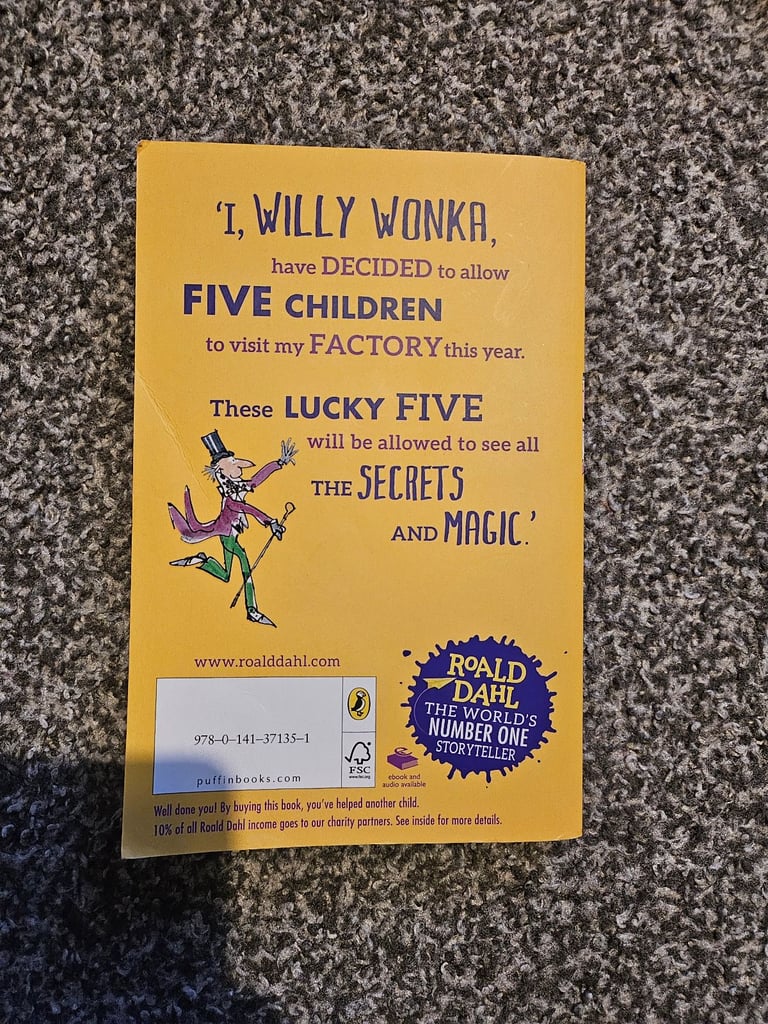 ‘I, WILLY WONKA,
have DECIDED to allow
FIVE CHILDREN
to visit my FACTORY this year.
These LUCKY FIVE
will be allowed to see all
THE SECRETS
AND MAGIC.’
www.roalddahl.com
978–0–141–37135–1
puffinbooks.com
FSC
www.fsc.org
ebook and
audio available
ROALD
DAHL
THE WORLD'S
NUMBER ONE
STORYTELLER
Well done you! By buying this book, you've helped another child.
10% of all Roald Dahl income goes to our charity partners. See inside for more details.